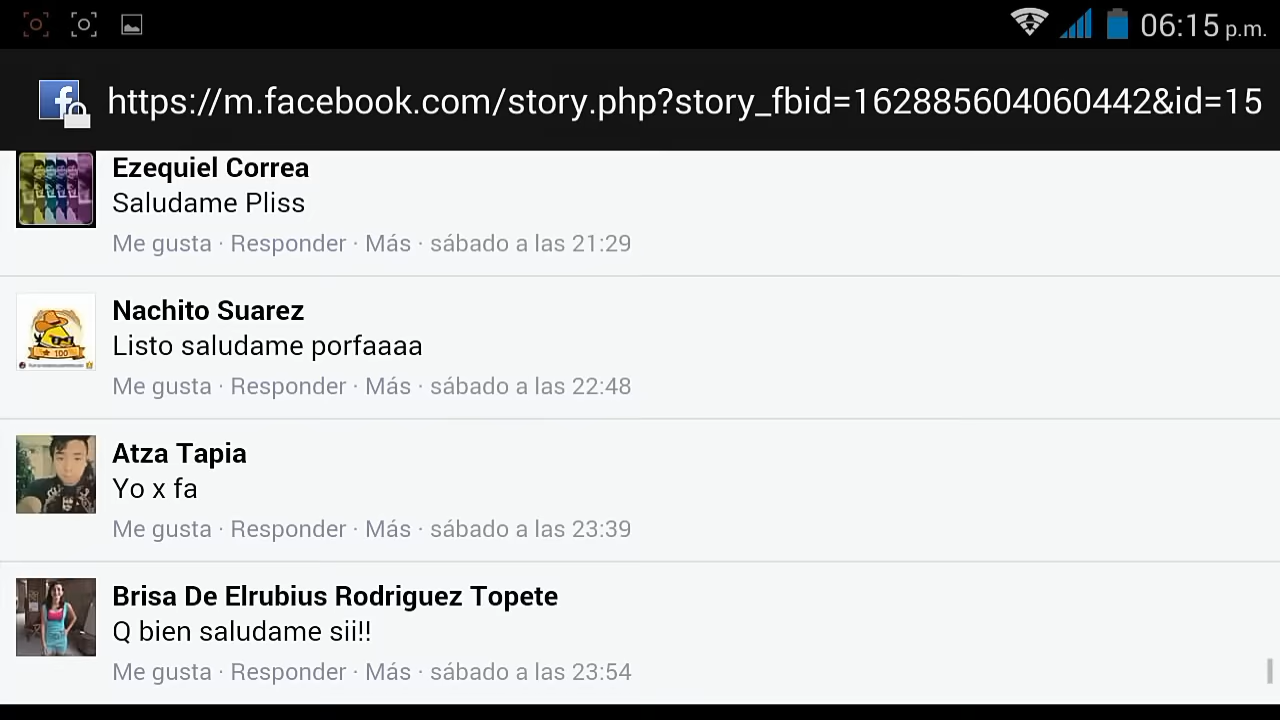 06:15 p.m.
https://m.facebook.com/story.php?story_fbid=162885604060442&id=15
Ezequiel Correa
Saludame Pliss
Me gusta · Responder · Más · sábado a las 21:29
Nachito Suarez
Listo saludame porfaaaa
Me gusta · Responder · Más · sábado a las 22:48
100
Atza Tapia
Yo x fa
Me gusta · Responder · Más · sábado a las 23:39
Brisa De Elrubius Rodriguez Topete
Q bien saludame sii!!
Me gusta · Responder · Más · sábado a las 23:54